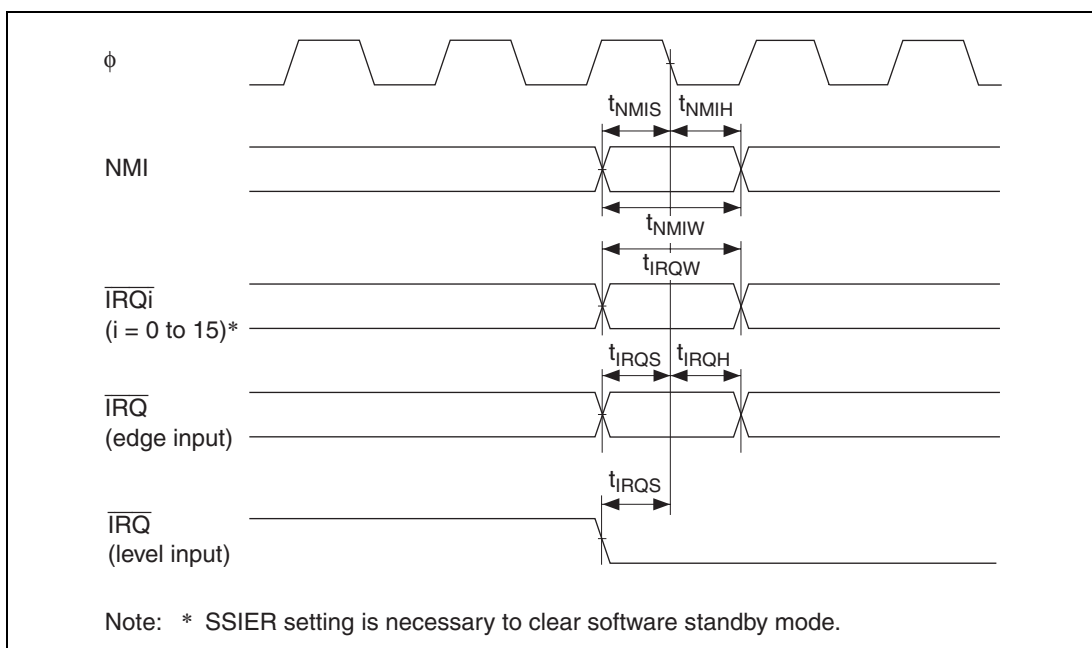 φ
tNMIS tNMIH
NMI
tNMIW
tIRQW
IRQi
(i = 0 to 15)*
tIRQS tIRQH
IRQ
(edge input)
tIRQS
IRQ
(level input)
Note: * SSIER setting is necessary to clear software standby mode.